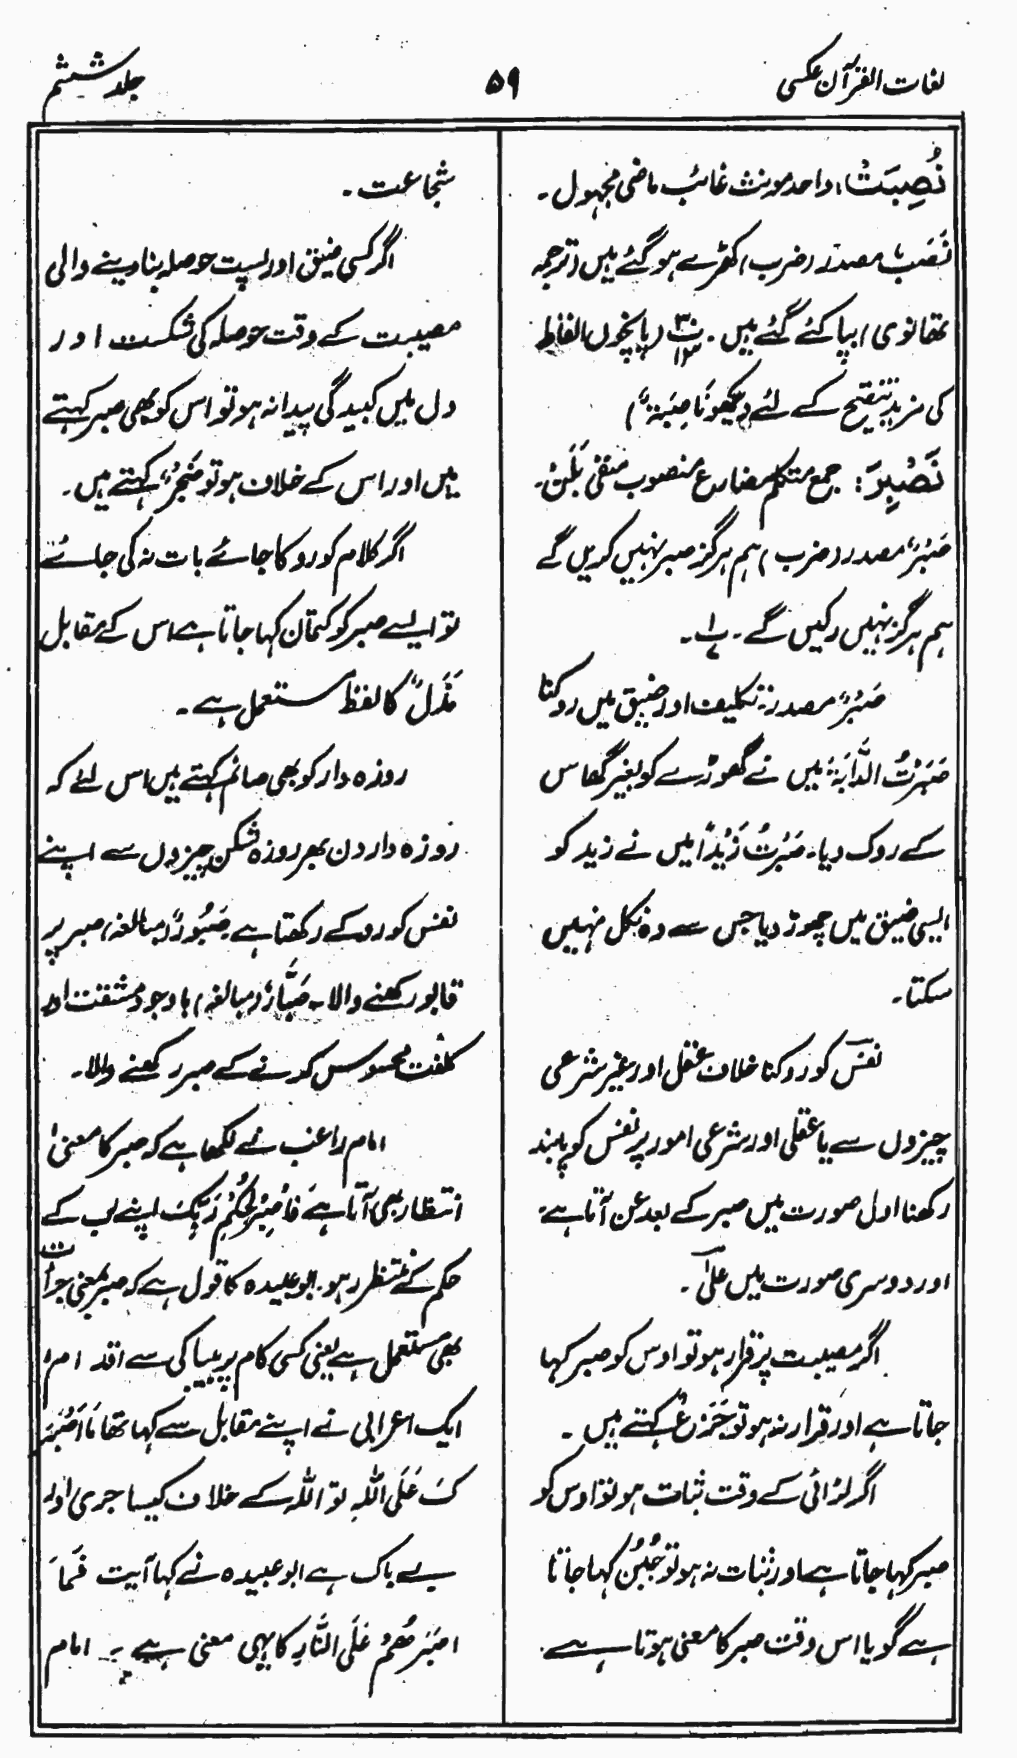 لغات القرآن عکسی
۵۹
جلد ششم
نُصِبَتْ: واحد مونث غائب ماضی مجہول۔
نَصَبٌ مصدر (ضرب) کھڑے ہو گئے ہیں (ترجمہ
تھانوی) بپا کئے گئے ہیں۔ پ ۳۰ ۱۳ (پانچوں الفاظ
کی مزید تنقیح کے لئے دیکھو نَاصِبَۃٌ)
نَصْبِرَ: جمع متکلم مضارع منصوب منفی بَلَنْ۔
صَبْرٌ مصدر (ضرب) ہم ہرگز صبر نہیں کریں گے
ہم ہرگز نہیں رکیں گے۔ پ ۱۔
صَبْرٌ مصدر: تکلیف اور ضیق میں روکنا
صَبَرْتُ الدَّابَۃَ میں نے گھوڑے کو بغیر گھاس
کے روک دیا۔ صَبَرْتُ زَیْدًا میں نے زید کو
ایسی ضیق میں چھوڑ دیا جس سے وہ نکل نہیں
سکتا۔
نفس کو روکنا خلاف عقل اور غیر شرعی
چیزوں سے یا عقلی اور شرعی امور پر نفس کو پابند
رکھنا اول صورت میں صبر کے بعد عن آتا ہے
اور دوسری صورت میں علیٰ۔
اگر مصیبت پر قرار ہو تو اوس کو صبر کہا
جاتا ہے اور قرار نہ ہو تو جَزَعٌ کہتے ہیں۔
اگر لڑائی کے وقت ثبات ہو تو اوس کو
صبر کہا جاتا ہے اور ثبات نہ ہو تو جُبُن کہا جاتا
ہے گویا اس وقت صبر کا معنی ہوتا ہے
شجاعت۔
اگر کسی ضیق اور پست حوصلہ بنا دینے والی
مصیبت کے وقت حوصلہ کی شکست اور
دل میں کبیدگی پیدا نہ ہو تو اس کو بھی صبر کہتے
ہیں اور اس کے خلاف ہو تو ضَجْرٌ کہتے ہیں۔
اگر کلام کو روکا جائے بات نہ کی جائے
تو ایسے صبر کو کتمان کہا جاتا ہے اس کے مقابل
مَذَلٌ کا لفظ مستعمل ہے۔
روزہ دار کو بھی صائم کہتے ہیں اس لئے کہ
روزہ دار دن بھر روزہ شکن چیزوں سے اپنے
نفس کو روکے رکھتا ہے صَبُورٌ (مبالغہ) صبر پر
قابو رکھنے والا۔ صَبَّارٌ (مبالغہ) باوجود مشقت اور
کلفت محسوس کرنے کے صبر رکھنے والا۔
امام راغب نے لکھا ہے کہ صبر کا معنیٰ
انتظار بھی آتا ہے فَاصْبِرْ لِحُکْمِ رَبِّکَ اپنے رب کے
حکم کے منتظر رہو۔ ابو عبیدہ کا قول ہے کہ صبر بمعنی جرأت
بھی مستعمل ہے یعنی کسی کام پر بیباکی سے اقدام
ایک اعرابی نے اپنے مقابل سے کہا تھا مَا اَصْبَرَ
کَ عَلَی اللّٰہِ تو اللّٰہ کے خلاف کیسا جری اور
بے باک ہے ابو عبیدہ نے کہا آیت فَمَا
اصْبَرَھُمْ عَلَی النَّارِ کا یہی معنی ہے۔ امام